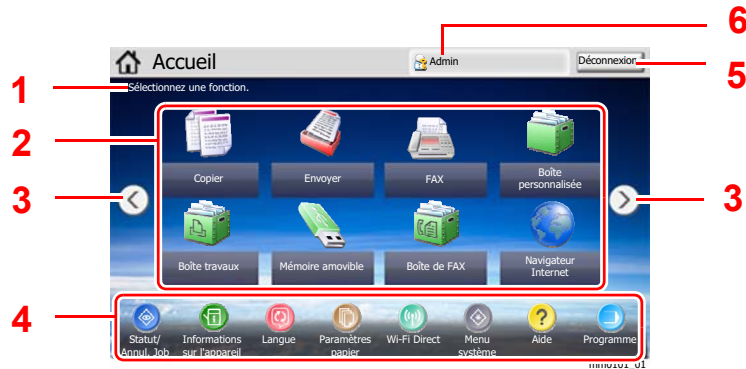 6
Accueil
Admin
Déconnexion
5
1
Sélectionnez une fonction.
2
Copier
Envoyer
FAX
Boîte
personnalisée
3
3
Boîte travaux
Mémoire amovible
Boîte de FAX
Navigateur
Internet
4
Statut/
Annul. Job
Informations
sur l'appareil
Langue
Paramètres
papier
Wi-Fi Direct
Menu
système
?
Aide
Programme
mm0101_01